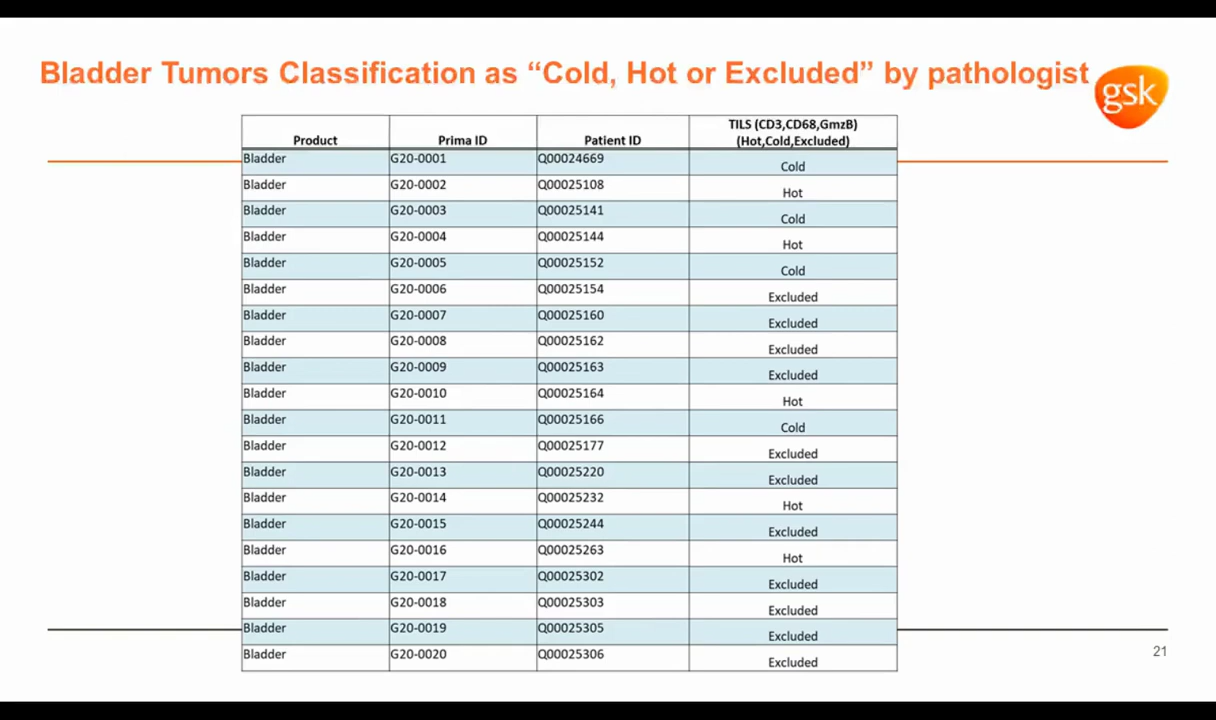 Bladder Tumors Classification as “Cold, Hot or Excluded” by pathologist
gsk
TILS (CD3,CD68,GmzB)
Product Prima ID Patient ID (Hot,Cold,Excluded)
Bladder G20-0001 Q00024669 Cold
Bladder G20-0002 Q00025108 Hot
Bladder G20-0003 Q00025141 Cold
Bladder G20-0004 Q00025144 Hot
Bladder G20-0005 Q00025152 Cold
Bladder G20-0006 Q00025154 Excluded
Bladder G20-0007 Q00025160 Excluded
Bladder G20-0008 Q00025162 Excluded
Bladder G20-0009 Q00025163 Excluded
Bladder G20-0010 Q00025164 Hot
Bladder G20-0011 Q00025166 Cold
Bladder G20-0012 Q00025177 Excluded
Bladder G20-0013 Q00025220 Excluded
Bladder G20-0014 Q00025232 Hot
Bladder G20-0015 Q00025244 Excluded
Bladder G20-0016 Q00025263 Hot
Bladder G20-0017 Q00025302 Excluded
Bladder G20-0018 Q00025303 Excluded
Bladder G20-0019 Q00025305 Excluded
Bladder G20-0020 Q00025306 Excluded
21